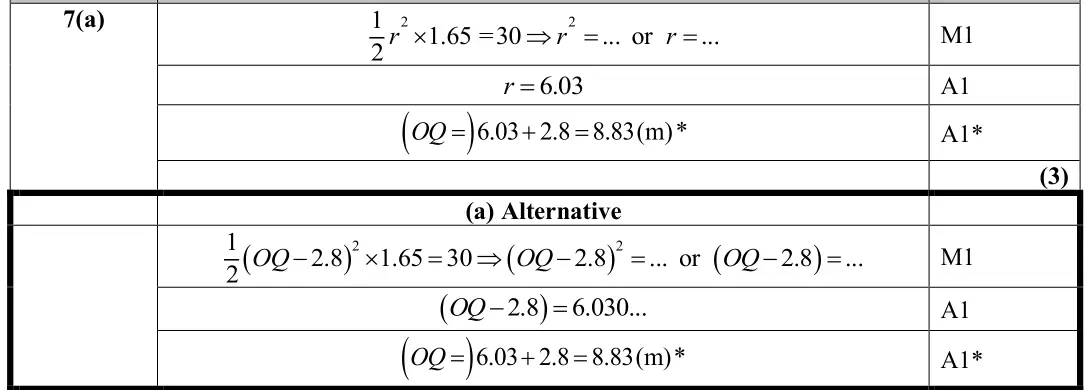 7(a) 1/2 r² × 1.65 = 30 ⇒ r² = ... or r = ... M1
r = 6.03 A1
(OQ =) 6.03 + 2.8 = 8.83(m)* A1*
(3)
(a) Alternative
1/2 (OQ − 2.8)² × 1.65 = 30 ⇒ (OQ − 2.8)² = ... or (OQ − 2.8) = ... M1
(OQ − 2.8) = 6.030... A1
(OQ =) 6.03 + 2.8 = 8.83(m)* A1*